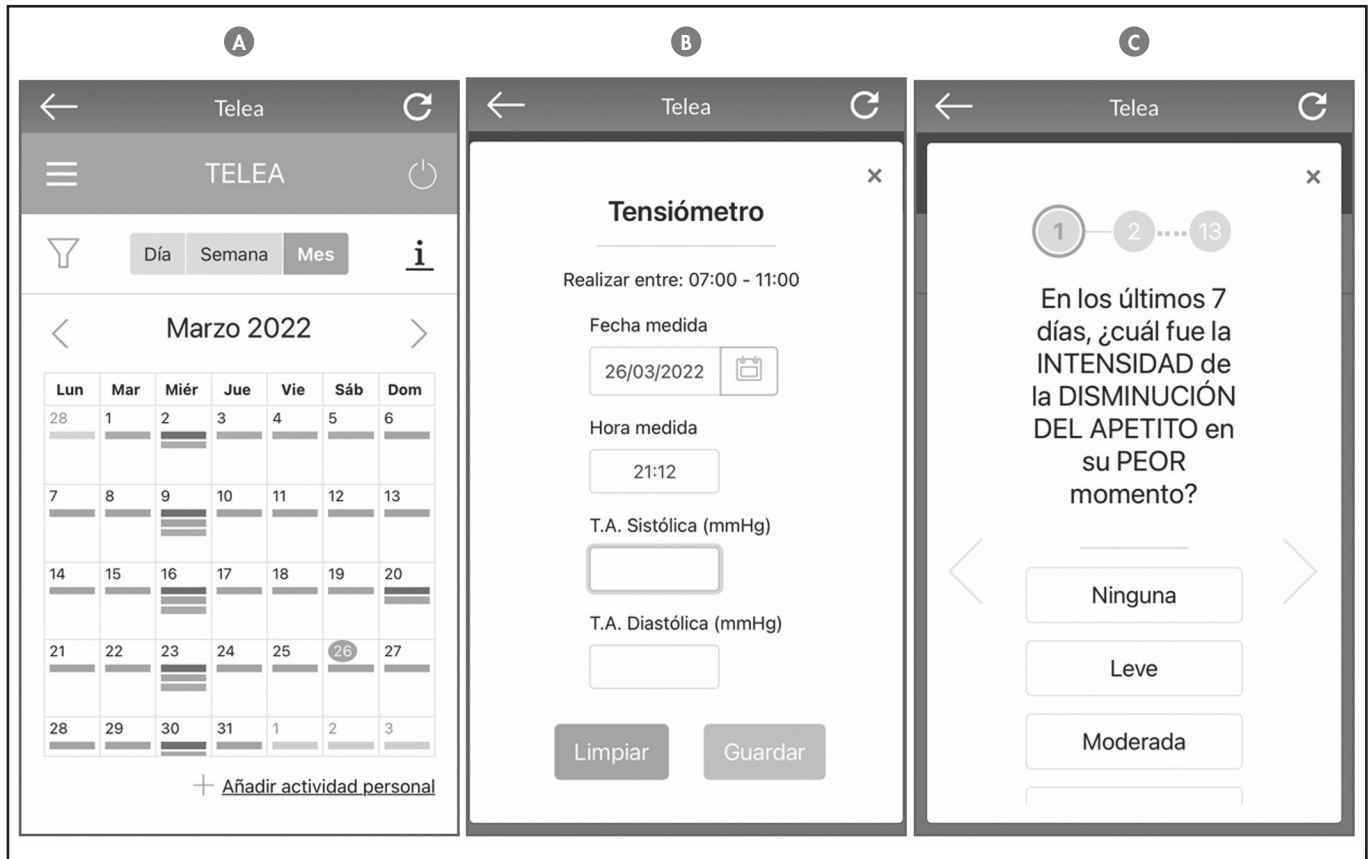 A
Telea
TELEA
Día Semana Mes i
Marzo 2022
Lun Mar Miér Jue Vie Sáb Dom
28 1 2 3 4 5 6
7 8 9 10 11 12 13
14 15 16 17 18 19 20
21 22 23 24 25 26 27
28 29 30 31 1 2 3
+ Añadir actividad personal
B
Telea
×
Tensiómetro
Realizar entre: 07:00 - 11:00
Fecha medida
26/03/2022
Hora medida
21:12
T.A. Sistólica (mmHg)
T.A. Diastólica (mmHg)
Limpiar Guardar
C
Telea
×
1 2 13
En los últimos 7
días, ¿cuál fue la
INTENSIDAD de
la DISMINUCIÓN
DEL APETITO en
su PEOR
momento?
Ninguna
Leve
Moderada